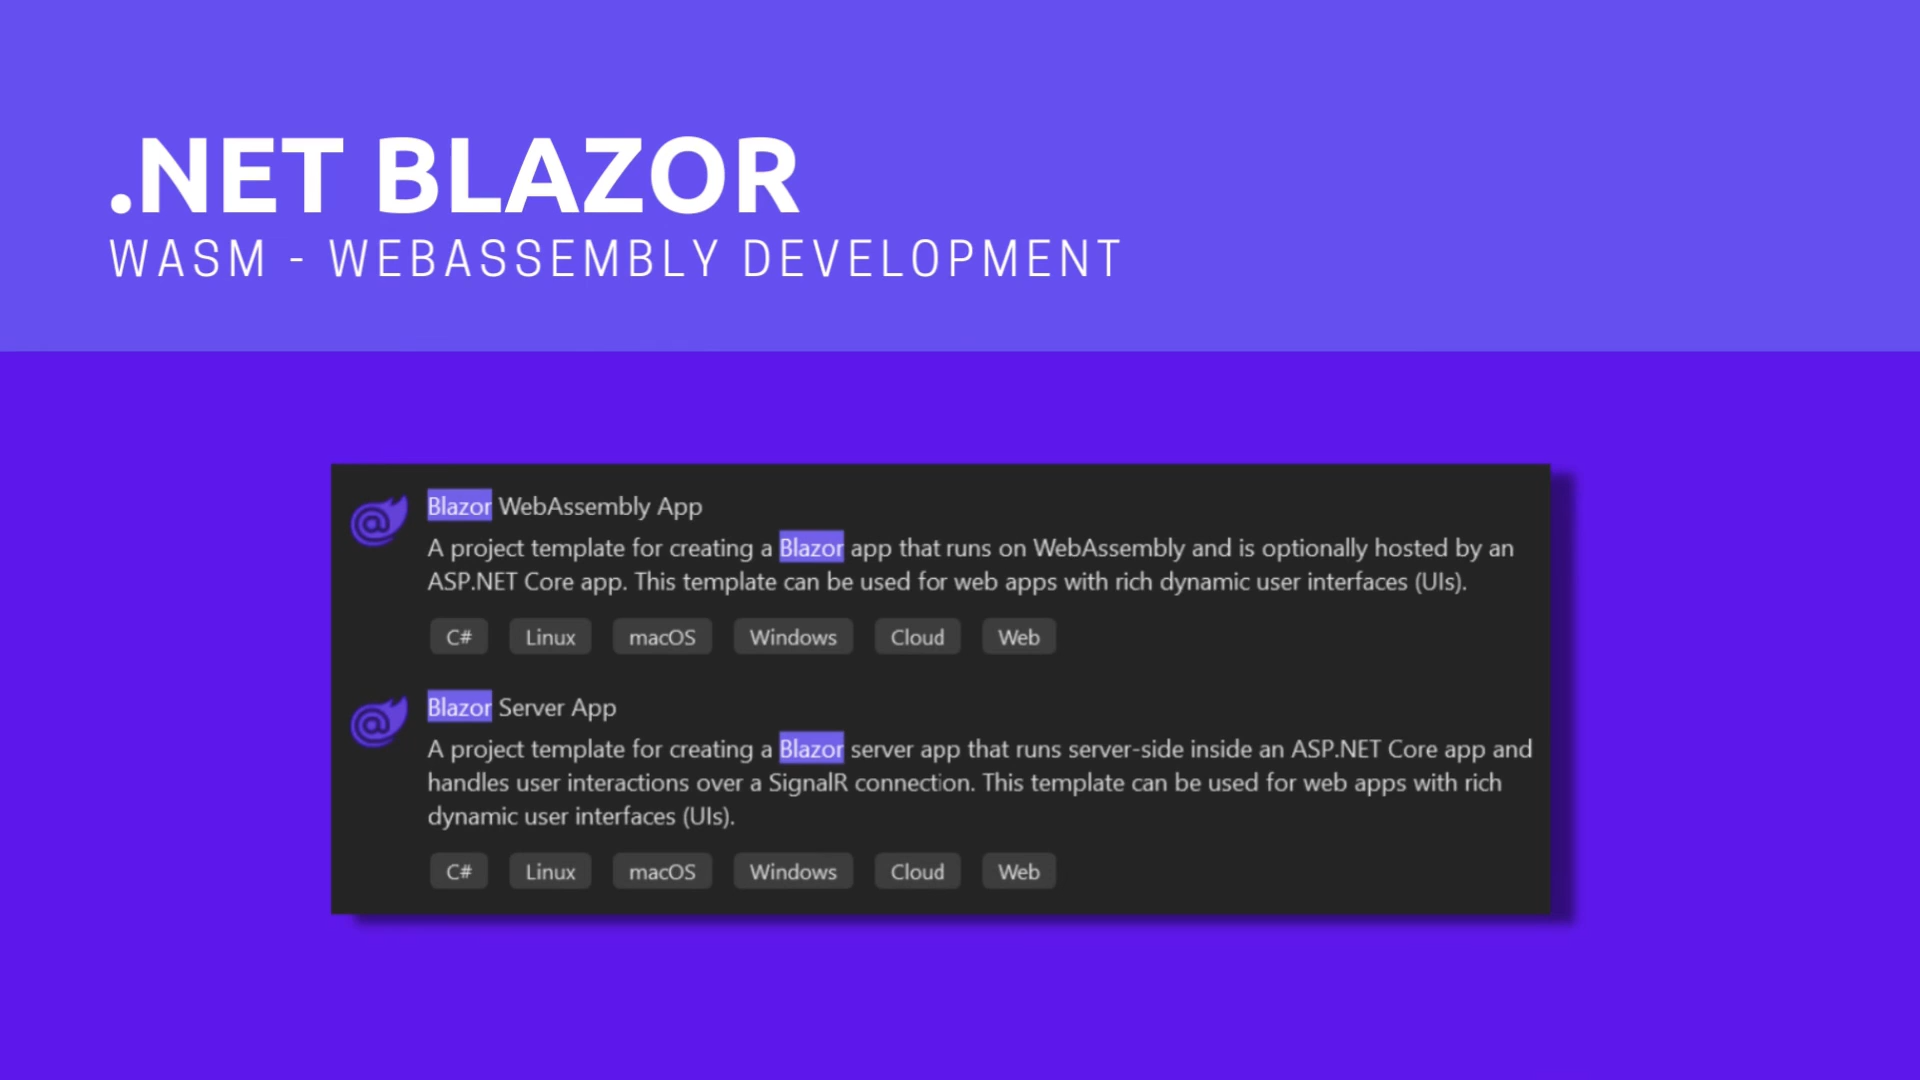 .NET BLAZOR
WASM - WEBASSEMBLY DEVELOPMENT
Blazor WebAssembly App
A project template for creating a Blazor app that runs on WebAssembly and is optionally hosted by an
ASP.NET Core app. This template can be used for web apps with rich dynamic user interfaces (UIs).
C# Linux macOS Windows Cloud Web
Blazor Server App
A project template for creating a Blazor server app that runs server-side inside an ASP.NET Core app and
handles user interactions over a SignalR connection. This template can be used for web apps with rich
dynamic user interfaces (UIs).
C# Linux macOS Windows Cloud Web